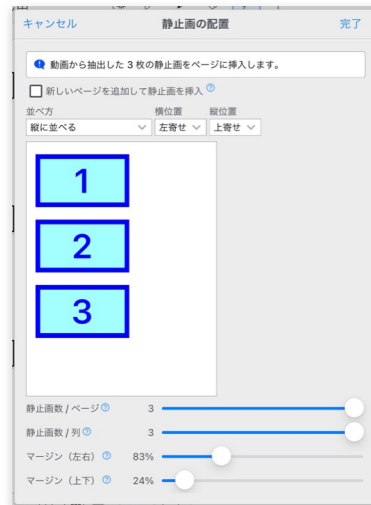 キャンセル 静止画の配置 完了
動画から抽出した 3 枚の静止画をページに挿入します。
新しいページを追加して静止画を挿入 ?
並べ方 横位置 縦位置
縦に並べる 左寄せ 上寄せ
1
2
3
静止画数 / ページ ? 3
静止画数 / 列 ? 3
マージン（左右） ? 83%
マージン（上下） ? 24%